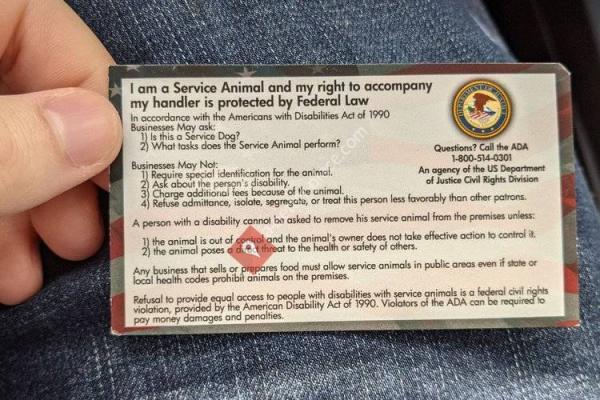 I am a Service Animal and my right to accompany
my handler is protected by Federal Law
In accordance with the Americans with Disabilities Act of 1990
Businesses May ask:
1) Is this a Service Dog?
2) What tasks does the Service Animal perform?
Questions? Call the ADA
1-800-514-0301
An agency of the US Department
of Justice Civil Rights Division
Businesses May Not:
1) Require special identification for the animal.
2) Ask about the person's disability.
3) Charge additional fees because of the animal.
4) Refuse admittance, isolate, segregate, or treat this person less favorably than other patrons.
A person with a disability cannot be asked to remove his service animal from the premises unless:
1) the animal is out of control and the animal's owner does not take effective action to control it.
2) the animal poses a direct threat to the health or safety of others.
Any business that sells or prepares food must allow service animals in public areas even if state or
local health codes prohibit animals on the premises.
Refusal to provide equal access to people with disabilities with service animals is a federal civil rights
violation, provided by the American Disability Act of 1990. Violators of the ADA can be required to
pay money damages and penalties.